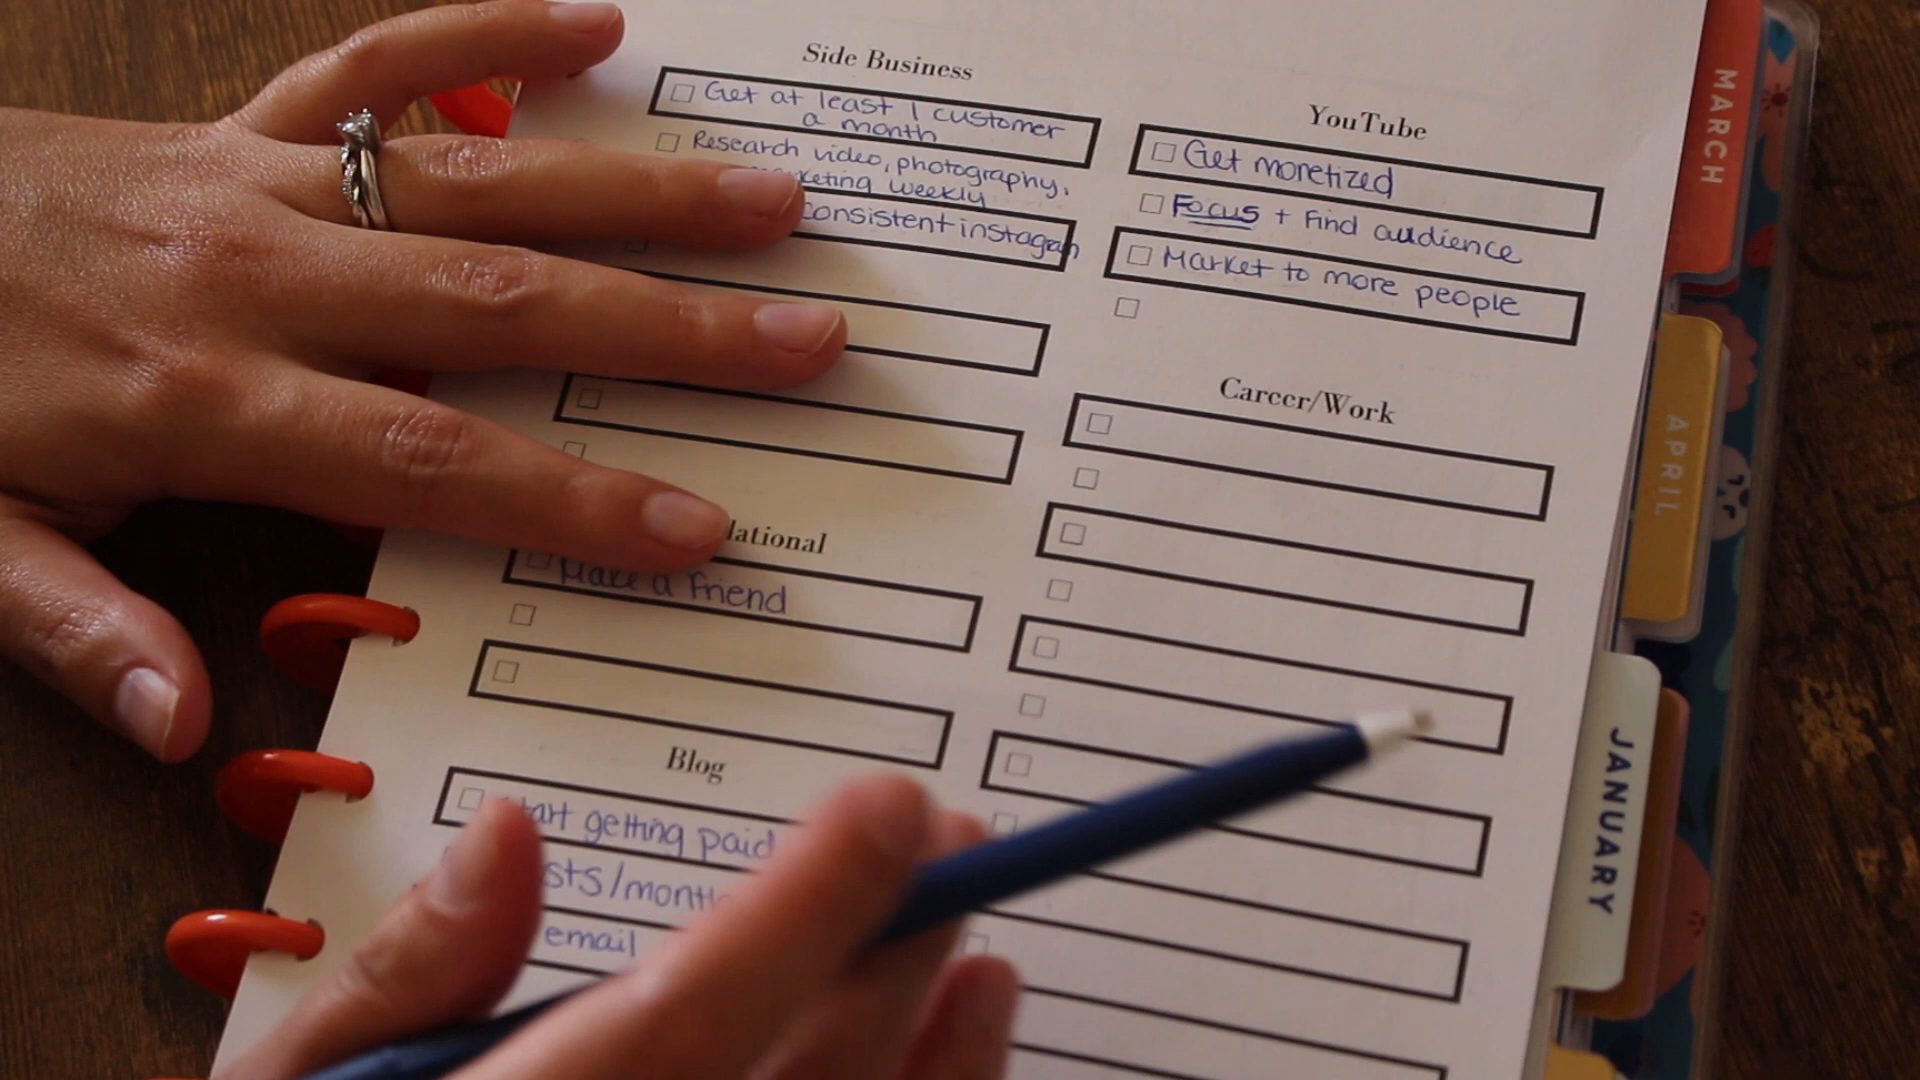 Side Business
Get at least 1 customer
a month
Research video, photography,
weekly
consistent instagram
YouTube
Get monetized
Focus + Find audience
Market to more people
Career/Work
Make a Friend
Blog
getting paid
email
MARCH
APRIL
JANUARY